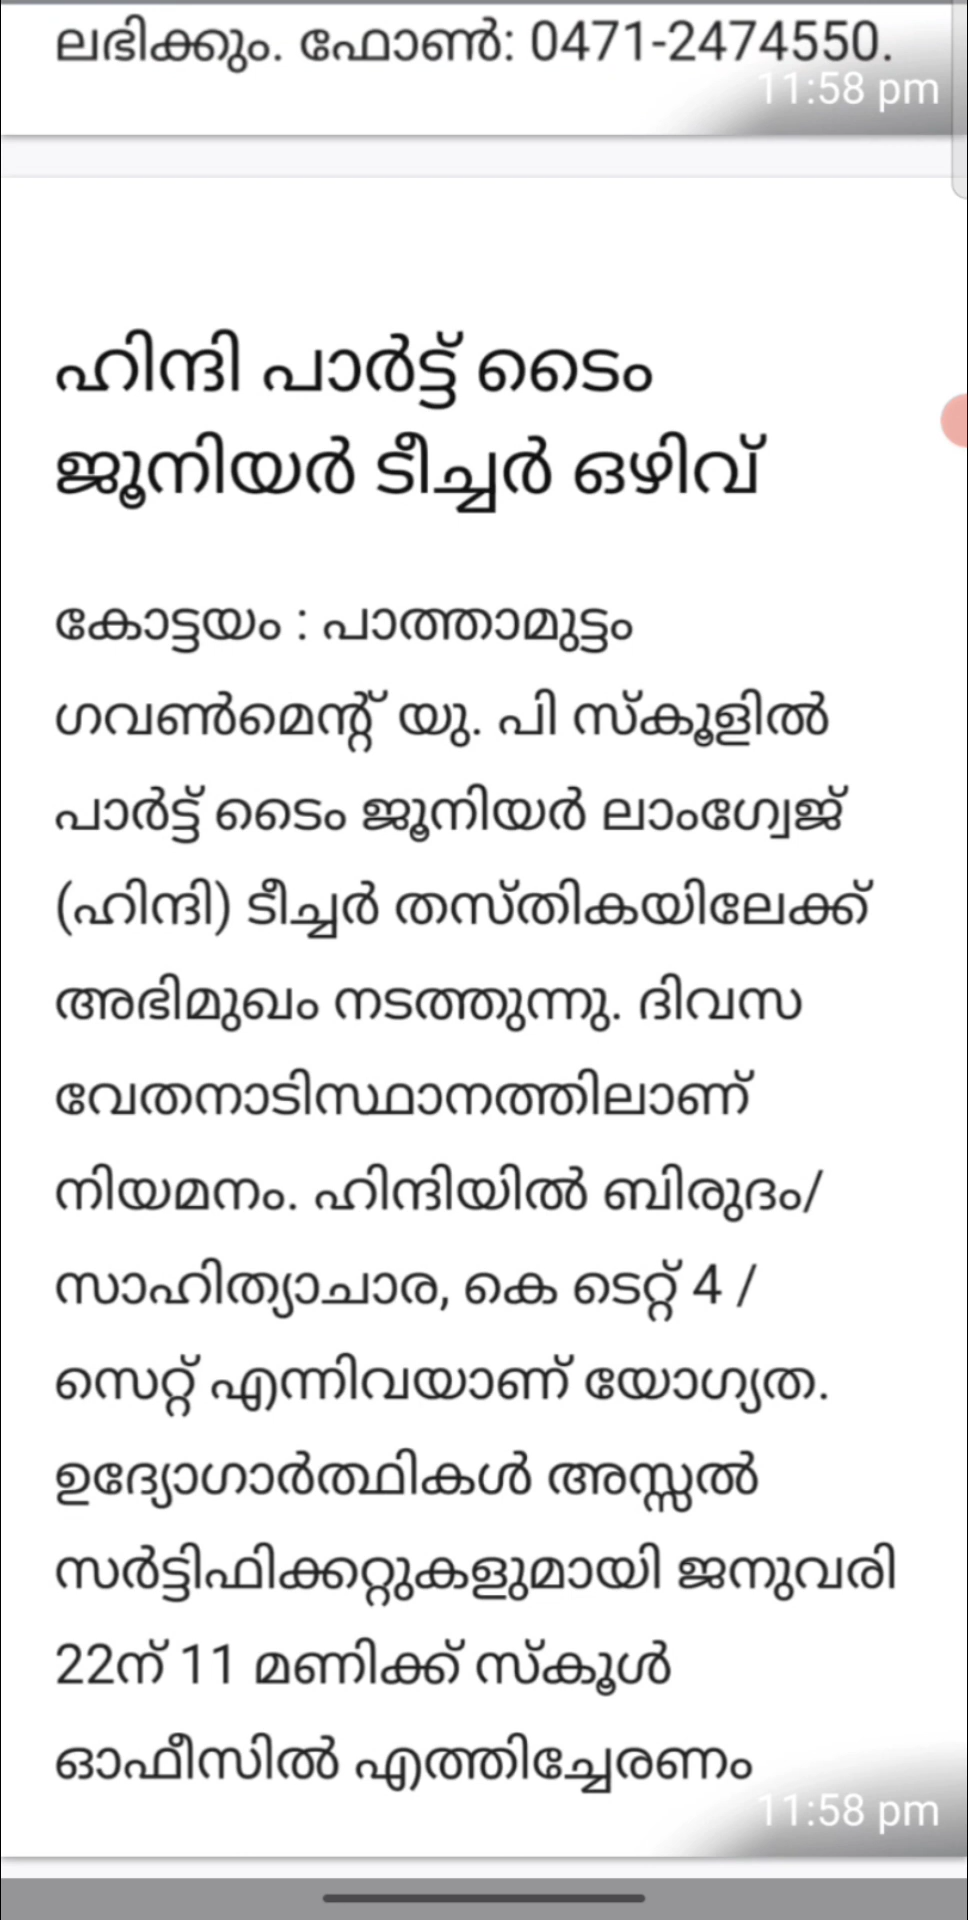 ലഭിക്കും. ഫോൺ: 0471-2474550.
11:58 pm
ഹിന്ദി പാർട്ട് ടൈം
ജൂനിയർ ടീച്ചർ ഒഴിവ്
കോട്ടയം : പാത്താമുട്ടം
ഗവൺമെന്റ് യു. പി സ്കൂളിൽ
പാർട്ട് ടൈം ജൂനിയർ ലാംഗ്വേജ്
(ഹിന്ദി) ടീച്ചർ തസ്തികയിലേക്ക്
അഭിമുഖം നടത്തുന്നു. ദിവസ
വേതനാടിസ്ഥാനത്തിലാണ്
നിയമനം. ഹിന്ദിയിൽ ബിരുദം/
സാഹിത്യാചാര, കെ ടെറ്റ് 4 /
സെറ്റ് എന്നിവയാണ് യോഗ്യത.
ഉദ്യോഗാർത്ഥികൾ അസ്സൽ
സർട്ടിഫിക്കറ്റുകളുമായി ജനുവരി
22ന് 11 മണിക്ക് സ്കൂൾ
ഓഫീസിൽ എത്തിച്ചേരണം
11:58 pm